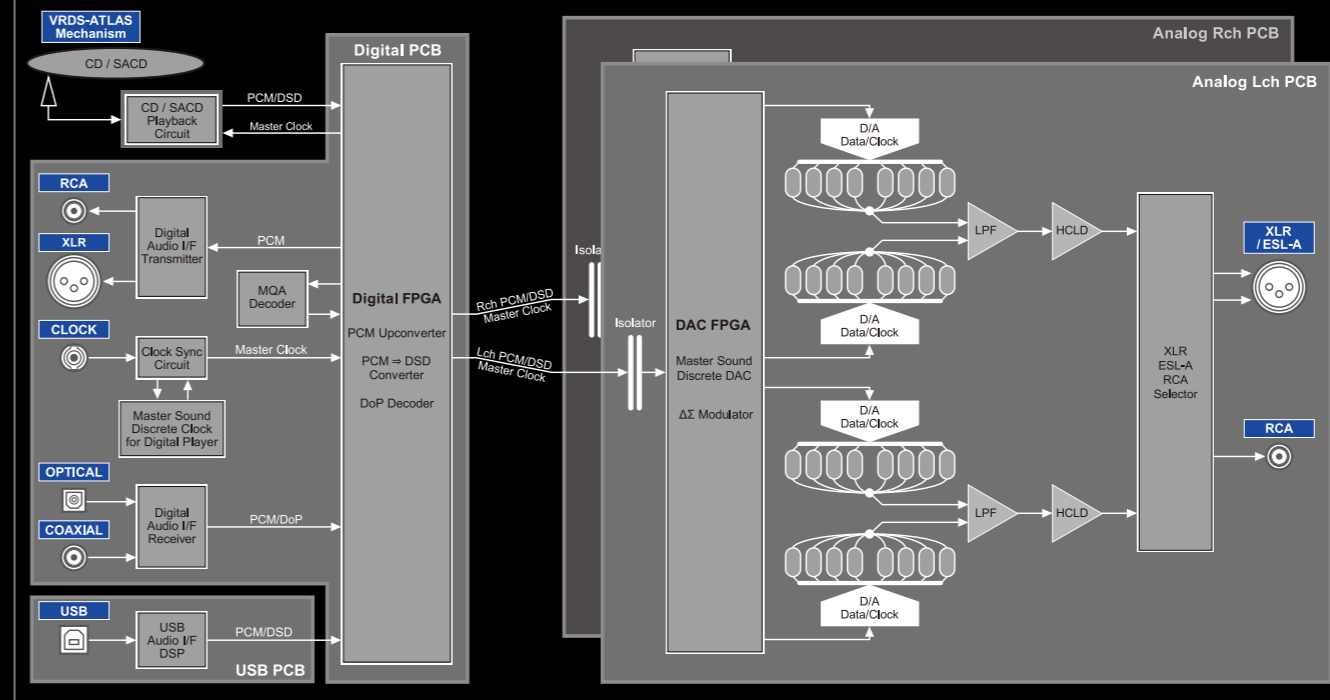 VRDS-ATLAS
Mechanism
CD / SACD
CD / SACD
Playback
Circuit
PCM/DSD
Master Clock
Digital PCB
RCA
XLR
Digital
Audio I/F
Transmitter
PCM
MQA
Decoder
CLOCK
Clock Sync
Circuit
Master Clock
Master Sound
Discrete Clock
for Digital Player
OPTICAL
COAXIAL
Digital
Audio I/F
Receiver
PCM/DoP
USB
USB
Audio I/F
DSP
PCM/DSD
USB PCB
Digital FPGA
PCM Upconverter
PCM ⇒ DSD
Converter
DoP Decoder
Rch PCM/DSD
Master Clock
Lch PCM/DSD
Master Clock
Analog Rch PCB
Isola
Analog Lch PCB
Isolator
DAC FPGA
Master Sound
Discrete DAC
ΔΣ Modulator
D/A
Data/Clock
LPF
HCLD
D/A
Data/Clock
D/A
Data/Clock
LPF
HCLD
D/A
Data/Clock
XLR
ESL-A
RCA
Selector
XLR
/ ESL-A
RCA